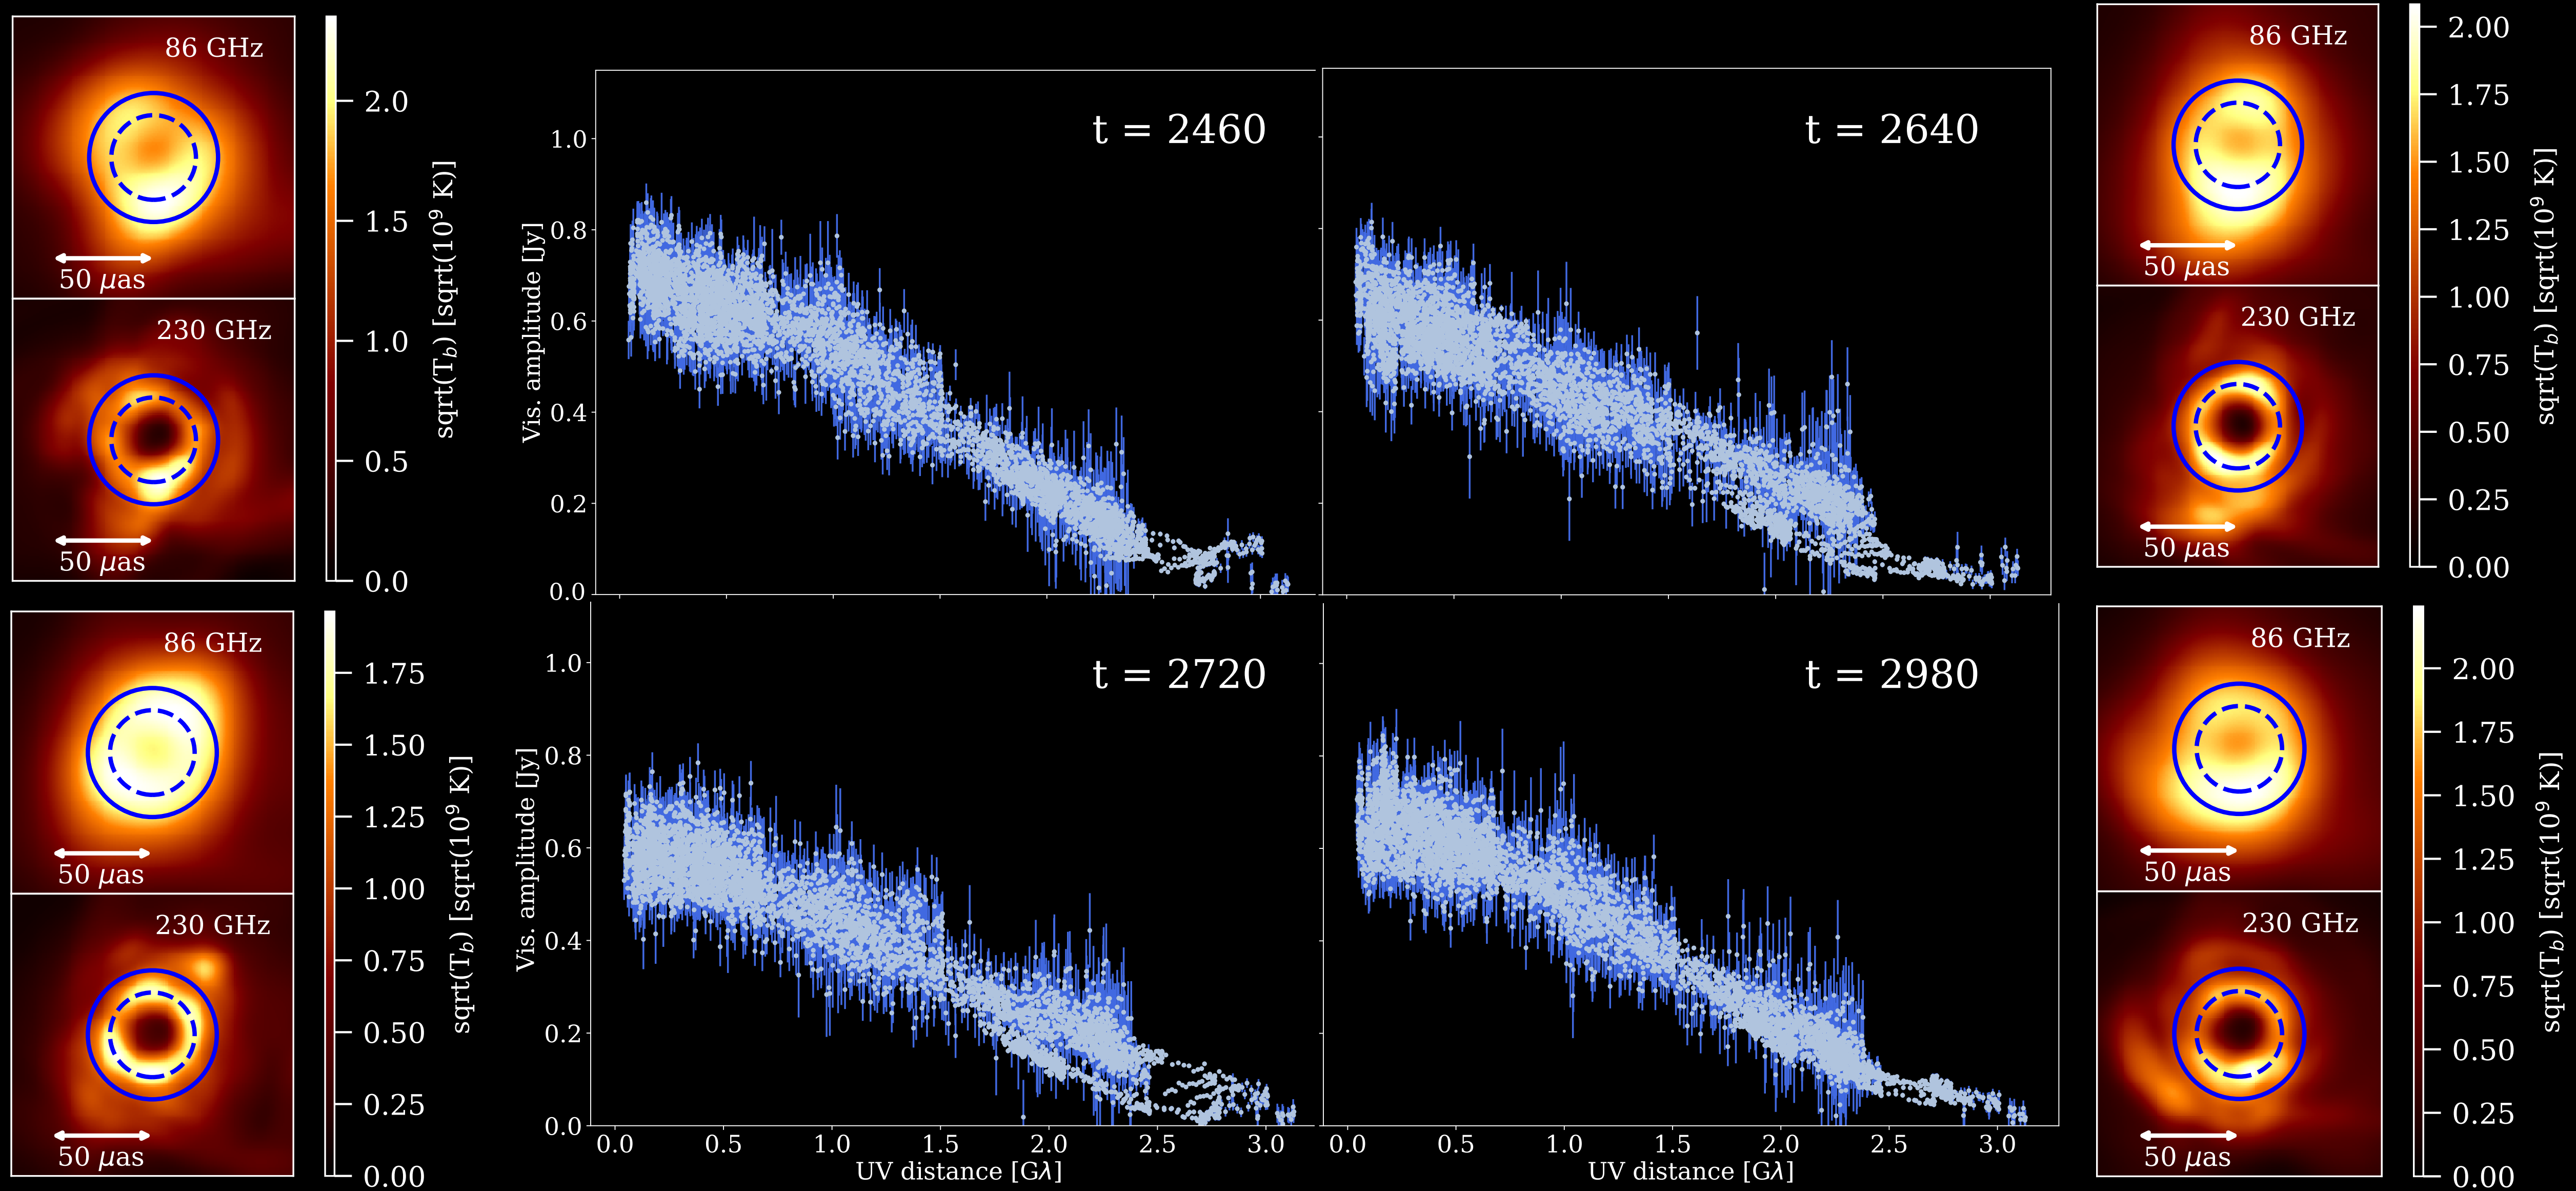 86 GHz
50 μas
230 GHz
50 μas
2.0
1.5
1.0
0.5
0.0
sqrt(T_b) [sqrt(10^9 K)]
t = 2460
1.0
0.8
0.6
0.4
0.2
0.0
Vis. amplitude [Jy]
t = 2640
86 GHz
50 μas
230 GHz
50 μas
2.00
1.75
1.50
1.25
1.00
0.75
0.50
0.25
0.00
sqrt(T_b) [sqrt(10^9 K)]
86 GHz
50 μas
230 GHz
50 μas
1.75
1.50
1.25
1.00
0.75
0.50
0.25
0.00
sqrt(T_b) [sqrt(10^9 K)]
t = 2720
1.0
0.8
0.6
0.4
0.2
0.0
Vis. amplitude [Jy]
0.0 0.5 1.0 1.5 2.0 2.5 3.0
UV distance [Gλ]
t = 2980
0.0 0.5 1.0 1.5 2.0 2.5 3.0
UV distance [Gλ]
86 GHz
50 μas
230 GHz
50 μas
2.00
1.75
1.50
1.25
1.00
0.75
0.50
0.25
0.00
sqrt(T_b) [sqrt(10^9 K)]